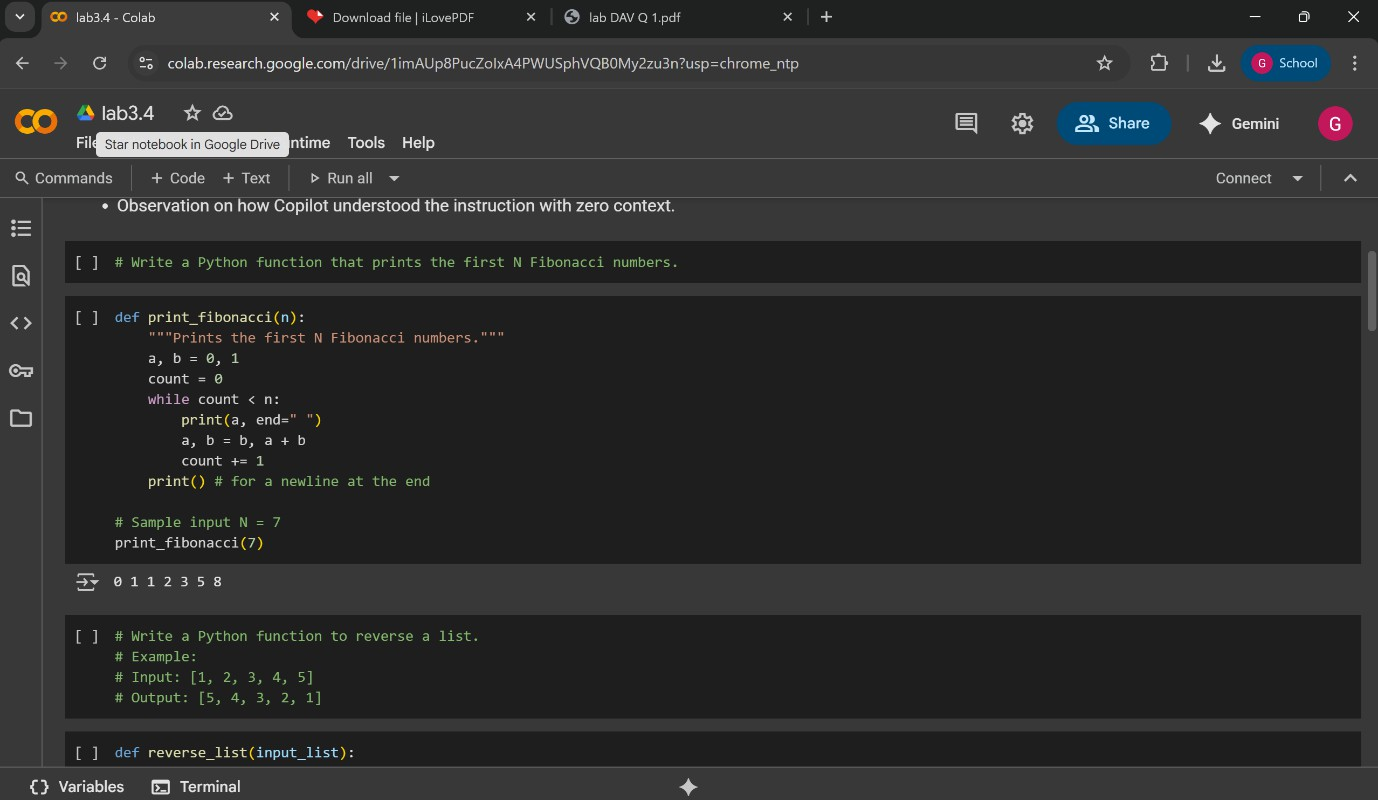 lab3.4 - Colab
Download file | iLovePDF
lab DAV Q 1.pdf
colab.research.google.com/drive/1imAUp8PucZoIxA4PWUSphVQB0My2zu3n?usp=chrome_ntp
G School
lab3.4
File ntime Tools Help
Star notebook in Google Drive
Share
Gemini
G
Commands + Code + Text Run all
Connect
• Observation on how Copilot understood the instruction with zero context.
[ ] # Write a Python function that prints the first N Fibonacci numbers.
[ ] def print_fibonacci(n):
"""Prints the first N Fibonacci numbers."""
a, b = 0, 1
count = 0
while count < n:
print(a, end=" ")
a, b = b, a + b
count += 1
print() # for a newline at the end
# Sample input N = 7
print_fibonacci(7)
0 1 1 2 3 5 8
[ ] # Write a Python function to reverse a list.
# Example:
# Input: [1, 2, 3, 4, 5]
# Output: [5, 4, 3, 2, 1]
[ ] def reverse_list(input_list):
Variables Terminal